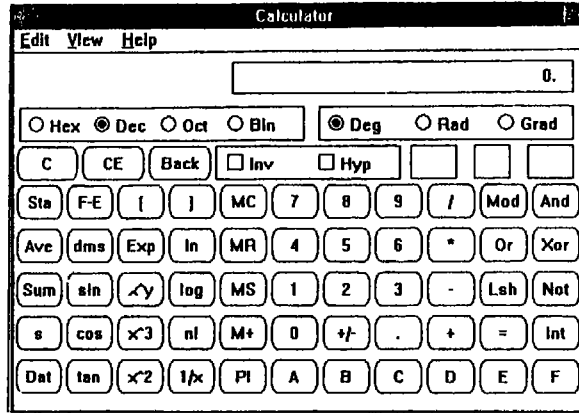 Calculator
Edit View Help
0.
Hex Dec Oct Bin Deg Rad Grad
C CE Back Inv Hyp
Sta F-E ( ) MC 7 8 9 / Mod And
Ave dms Exp ln MR 4 5 6 * Or Xor
Sum sin x^y log MS 1 2 3 - Lsh Not
s cos x^3 n! M+ 0 +/- . + = Int
Dat tan x^2 1/x PI A B C D E F